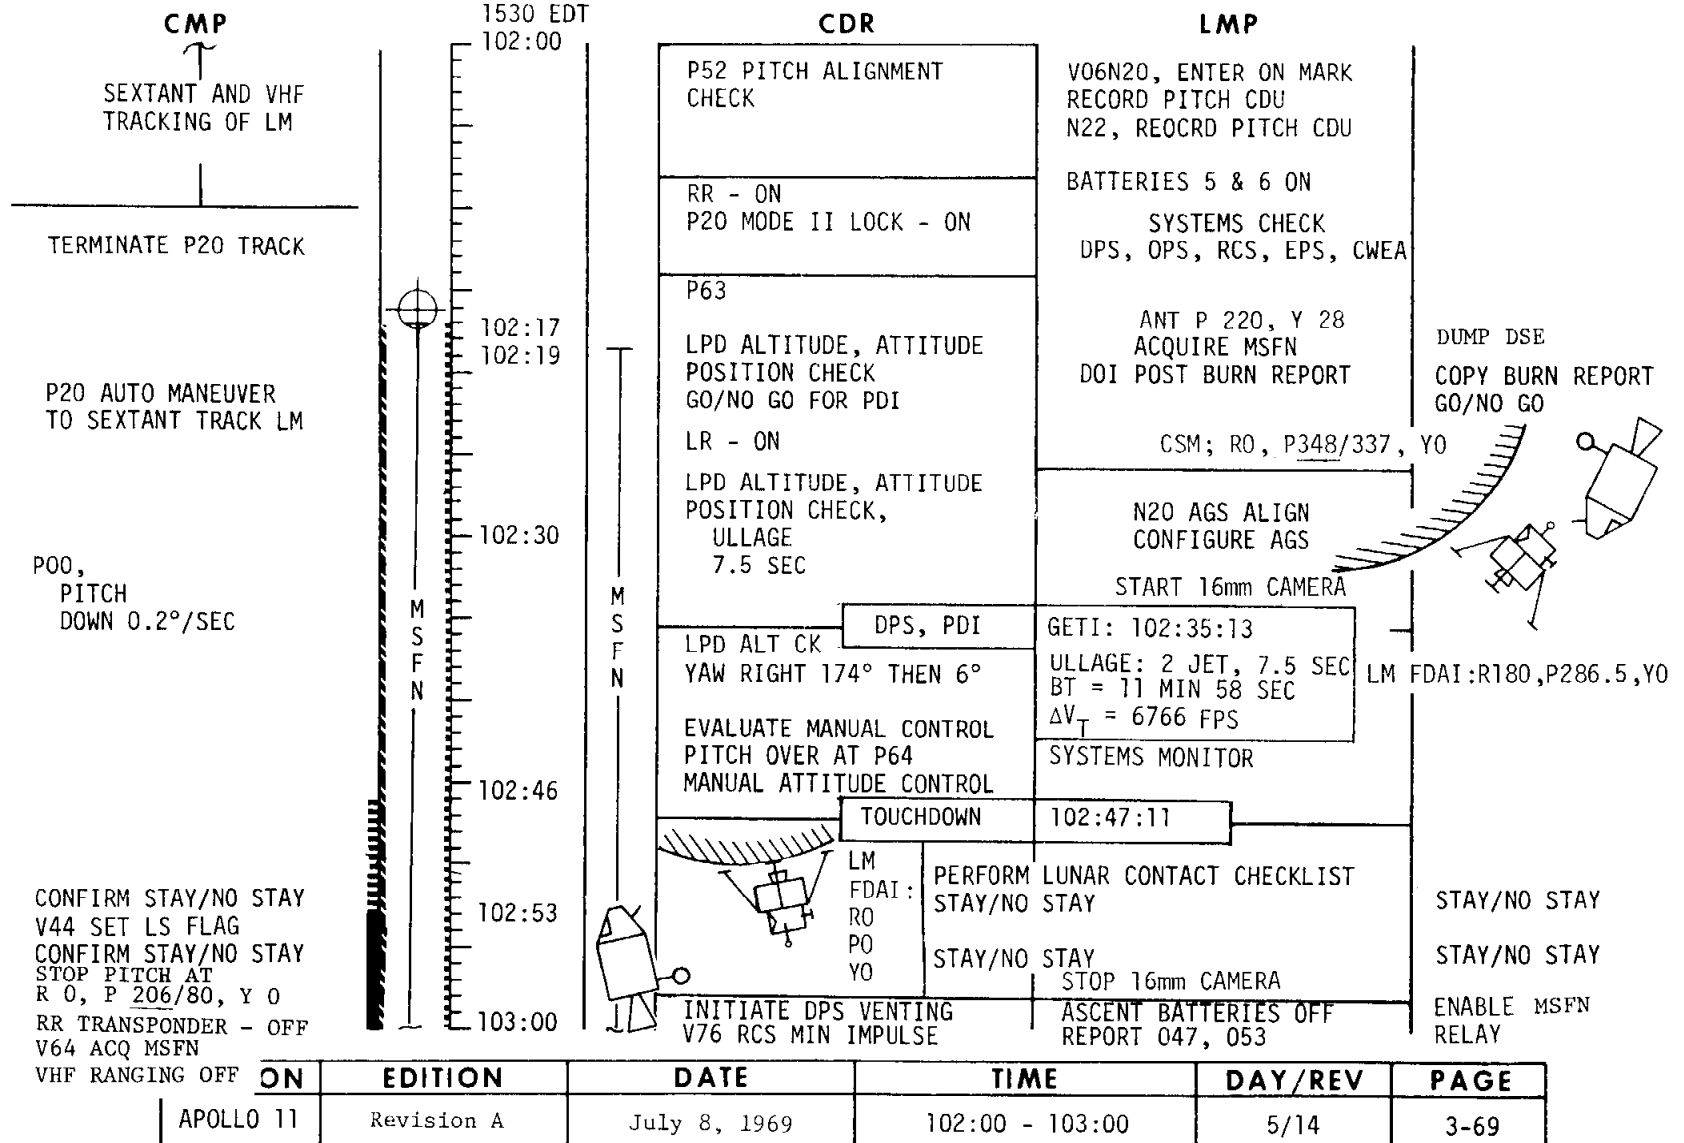 CMP
SEXTANT AND VHF
TRACKING OF LM
TERMINATE P20 TRACK
P20 AUTO MANEUVER
TO SEXTANT TRACK LM
P00,
PITCH
DOWN 0.2°/SEC
CONFIRM STAY/NO STAY
V44 SET LS FLAG
CONFIRM STAY/NO STAY
STOP PITCH AT
R 0, P 206/80, Y 0
RR TRANSPONDER - OFF
V64 ACQ MSFN
VHF RANGING OFF
1530 EDT
102:00
102:17
102:19
102:30
102:46
102:53
103:00
MSFN
MSFN
CDR
P52 PITCH ALIGNMENT
CHECK
RR - ON
P20 MODE II LOCK - ON
P63
LPD ALTITUDE, ATTITUDE
POSITION CHECK
GO/NO GO FOR PDI
LR - ON
LPD ALTITUDE, ATTITUDE
POSITION CHECK,
ULLAGE
7.5 SEC
DPS, PDI
LPD ALT CK
YAW RIGHT 174° THEN 6°
EVALUATE MANUAL CONTROL
PITCH OVER AT P64
MANUAL ATTITUDE CONTROL
TOUCHDOWN
102:47:11
LM
FDAI:
R0
P0
Y0
INITIATE DPS VENTING
V76 RCS MIN IMPULSE
LMP
V06N20, ENTER ON MARK
RECORD PITCH CDU
N22, REOCRD PITCH CDU
BATTERIES 5 & 6 ON
SYSTEMS CHECK
DPS, OPS, RCS, EPS, CWEA
ANT P 220, Y 28
ACQUIRE MSFN
DOI POST BURN REPORT
CSM; R0, P348/337, Y0
N20 AGS ALIGN
CONFIGURE AGS
START 16mm CAMERA
GETI: 102:35:13
ULLAGE: 2 JET, 7.5 SEC
BT = 11 MIN 58 SEC
ΔVT = 6766 FPS
SYSTEMS MONITOR
PERFORM LUNAR CONTACT CHECKLIST
STAY/NO STAY
STAY/NO STAY
STOP 16mm CAMERA
ASCENT BATTERIES OFF
REPORT 047, 053
DUMP DSE
COPY BURN REPORT
GO/NO GO
LM FDAI:R180,P286.5,Y0
STAY/NO STAY
STAY/NO STAY
ENABLE MSFN
RELAY
ON EDITION DATE TIME DAY/REV PAGE
APOLLO 11 Revision A July 8, 1969 102:00 - 103:00 5/14 3-69